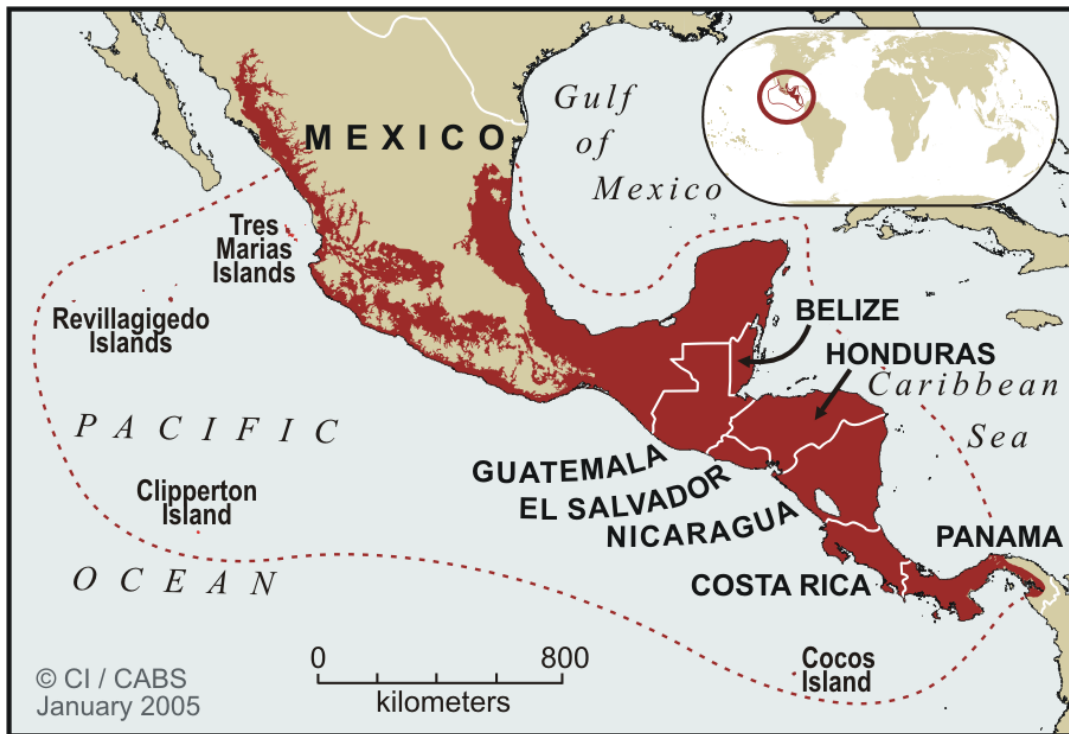 Gulf
of
Mexico
MEXICO
Tres
Marias
Islands
Revillagigedo
Islands
BELIZE
HONDURAS
Caribbean
Sea
PACIFIC
OCEAN
GUATEMALA
EL SALVADOR
NICARAGUA
Clipperton
Island
PANAMA
COSTA RICA
Cocos
Island
0 800
kilometers
© CI / CABS
January 2005